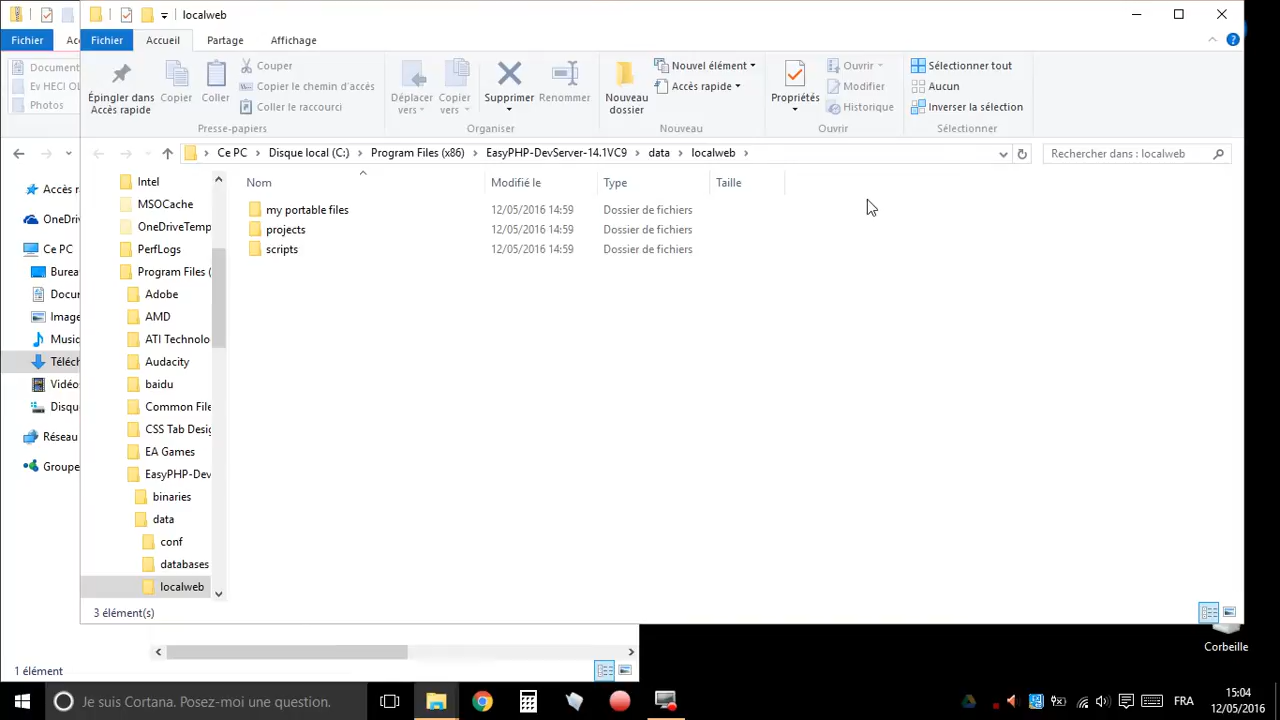 localweb
Fichier
Fichier
Accueil
Partage
Affichage
Document
Ev HECI OL
Photos
Épingler dans
Accès rapide
Copier
Coller
Couper
Copier le chemin d'accès
Coller le raccourci
Presse-papiers
Déplacer
vers
Copier
vers
Supprimer
Renommer
Organiser
Nouveau
dossier
Nouvel élément
Accès rapide
Nouveau
Propriétés
Ouvrir
Modifier
Historique
Ouvrir
Sélectionner tout
Aucun
Inverser la sélection
Sélectionner
Ce PC > Disque local (C:) > Program Files (x86) > EasyPHP-DevServer-14.1VC9 > data > localweb >
Rechercher dans : localweb
Nom
Modifié le
Type
Taille
my portable files 12/05/2016 14:59 Dossier de fichiers
projects 12/05/2016 14:59 Dossier de fichiers
scripts 12/05/2016 14:59 Dossier de fichiers
Accès r
OneDriv
Ce PC
Bureau
Docur
Image
Musiq
Téléch
Vidéo
Disqu
Réseau
Groupe
Intel
MSOCache
OneDriveTemp
PerfLogs
Program Files (
Adobe
AMD
ATI Technolo
Audacity
baidu
Common File
CSS Tab Desig
EA Games
EasyPHP-Dev
binaries
data
conf
databases
localweb
3 élément(s)
1 élément
Corbeille
Je suis Cortana. Posez-moi une question.
FRA
15:04
12/05/2016